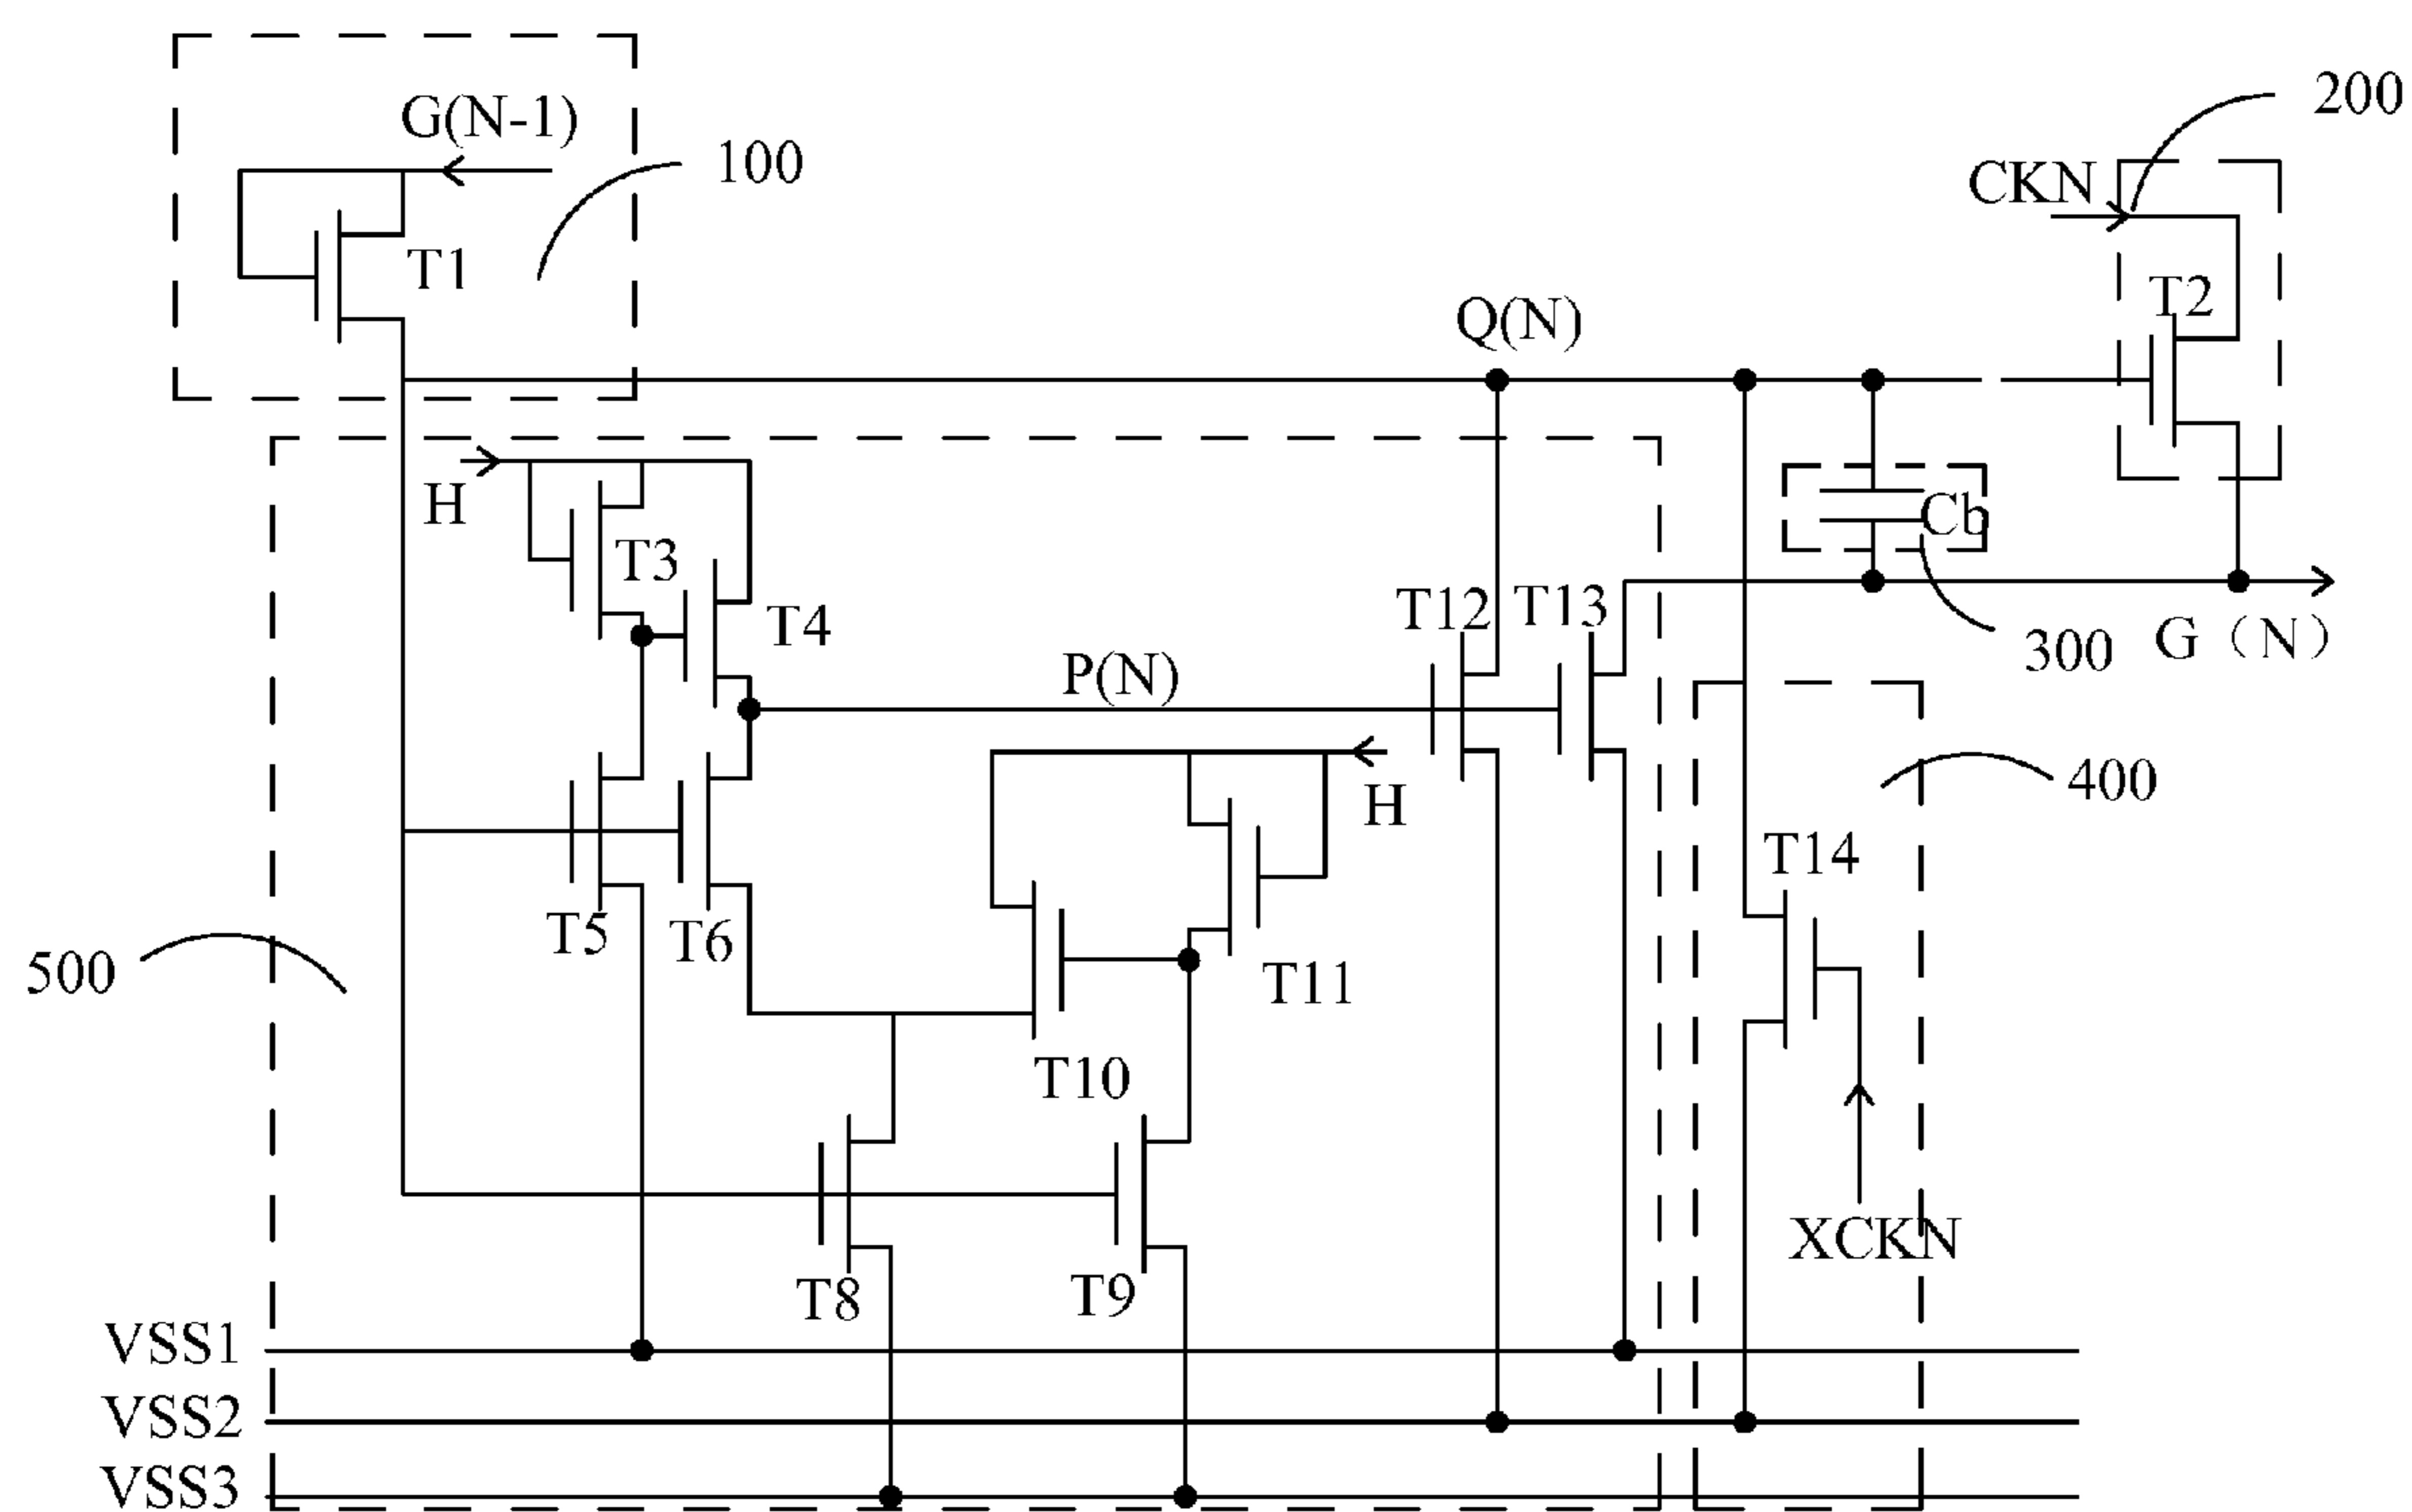 200
G(N-1)
100
CKN
T1
T2
Q(N)
H
Cb
T3
T4
T12
T13
300
G（N）
P(N)
H
400
T14
T5
T6
500
T11
T10
XCKN
T8
T9
VSS1
VSS2
VSS3